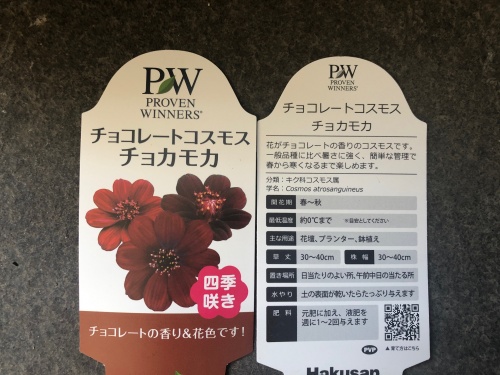 PW
PROVEN
WINNERS
チョコレートコスモス
チョカモカ
四季
咲き
チョコレートの香り&花色です!
PW
PROVEN
WINNERS
チョコレートコスモス
チョカモカ
花がチョコレートの香りのコスモスです。
一般品種に比べ暑さに強く、簡単な管理で
春から寒くなるまで楽しめます。
分類:キク科コスモス属
学名:Cosmos atrosanguineus
開花期 春〜秋
最低温度 約0℃まで ※目安としてください
主な用途 花壇、プランター、鉢植え
草丈 30〜40cm 株幅 30〜40cm
置き場所 日当たりのよい所、午前中日の当たる所
水やり 土の表面が乾いたらたっぷり与えます
肥料 元肥に加え、液肥を
週に1〜2回与えます
PVP
▲育て方はこちら
Hakusan